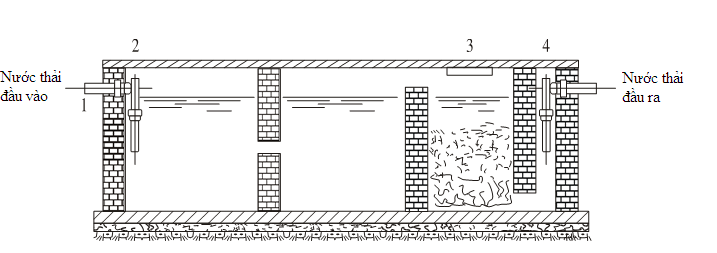 2
3
4
Nước thải
đầu vào
1
Nước thải
đầu ra